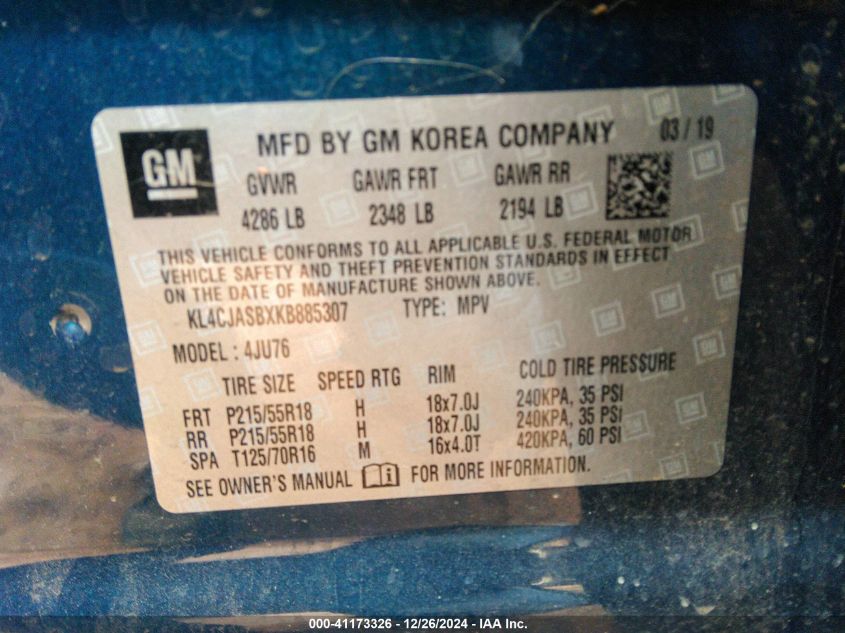 GM
MFD BY GM KOREA COMPANY 03 / 19
GVWR GAWR FRT GAWR RR
4286 LB 2348 LB 2194 LB
THIS VEHICLE CONFORMS TO ALL APPLICABLE U.S. FEDERAL MOTOR
VEHICLE SAFETY AND THEFT PREVENTION STANDARDS IN EFFECT
ON THE DATE OF MANUFACTURE SHOWN ABOVE.
KL4CJASBXKB885307 TYPE: MPV
MODEL : 4JU76
TIRE SIZE SPEED RTG RIM COLD TIRE PRESSURE
FRT P215/55R18 H 18x7.0J 240KPA, 35 PSI
RR P215/55R18 H 18x7.0J 240KPA, 35 PSI
SPA T125/70R16 M 16x4.0T 420KPA, 60 PSI
SEE OWNER'S MANUAL FOR MORE INFORMATION.
000-41173326 - 12/26/2024 - IAA Inc.